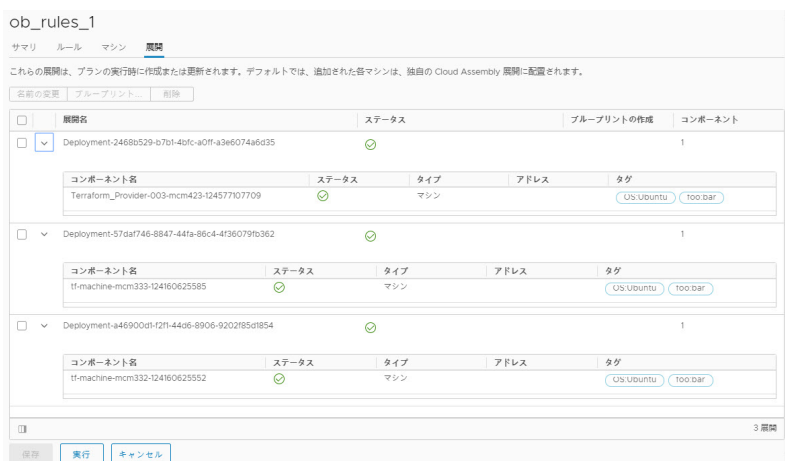 ob_rules_1
サマリ ルール マシン 展開
これらの展開は、プランの実行時に作成または更新されます。デフォルトでは、追加された各マシンは、独自の Cloud Assembly 展開に配置されます。
名前の変更 ブループリント... 削除
展開名 ステータス ブループリントの作成 コンポーネント
Deployment-2468b529-b7b1-4bfc-a0ff-a3e6074a6d35 1
コンポーネント名 ステータス タイプ アドレス タグ
Terraform_Provider-003-mcm423-124577107709 マシン OS:Ubuntu foo:bar
Deployment-57daf746-8847-44fa-86c4-4f36079fb362 1
コンポーネント名 ステータス タイプ アドレス タグ
tf-machine-mcm333-124160625585 マシン OS:Ubuntu foo:bar
Deployment-a46900d1-f2f1-44d6-8906-9202f85d1854 1
コンポーネント名 ステータス タイプ アドレス タグ
tf-machine-mcm332-124160625552 マシン OS:Ubuntu foo:bar
3 展開
保存 実行 キャンセル